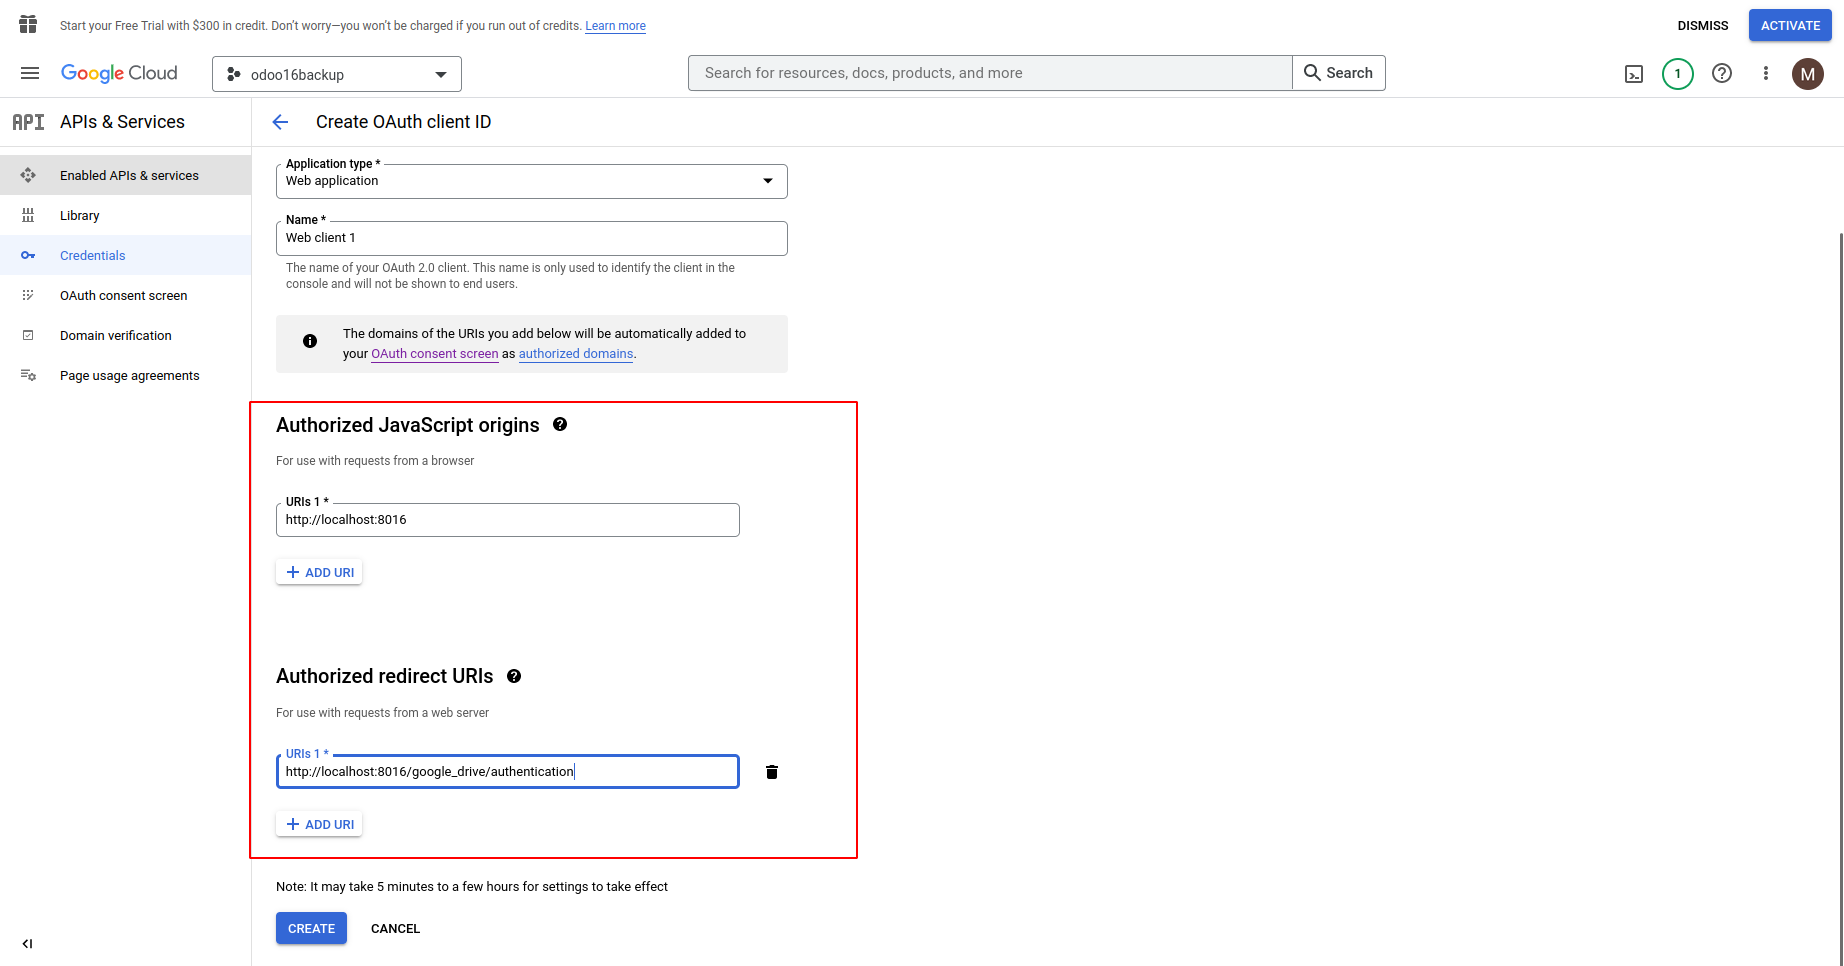 Start your Free Trial with $300 in credit. Don't worry—you won't be charged if you run out of credits. Learn more
DISMISS
ACTIVATE
Google Cloud
odoo16backup
Search for resources, docs, products, and more
Search
1
M
API
APIs & Services
Create OAuth client ID
Enabled APIs & services
Library
Credentials
OAuth consent screen
Domain verification
Page usage agreements
Application type *
Web application
Name *
Web client 1
The name of your OAuth 2.0 client. This name is only used to identify the client in the
console and will not be shown to end users.
The domains of the URIs you add below will be automatically added to
your OAuth consent screen as authorized domains.
Authorized JavaScript origins
For use with requests from a browser
URIs 1 *
http://localhost:8016
+ ADD URI
Authorized redirect URIs
For use with requests from a web server
URIs 1 *
http://localhost:8016/google_drive/authentication
+ ADD URI
Note: It may take 5 minutes to a few hours for settings to take effect
CREATE
CANCEL